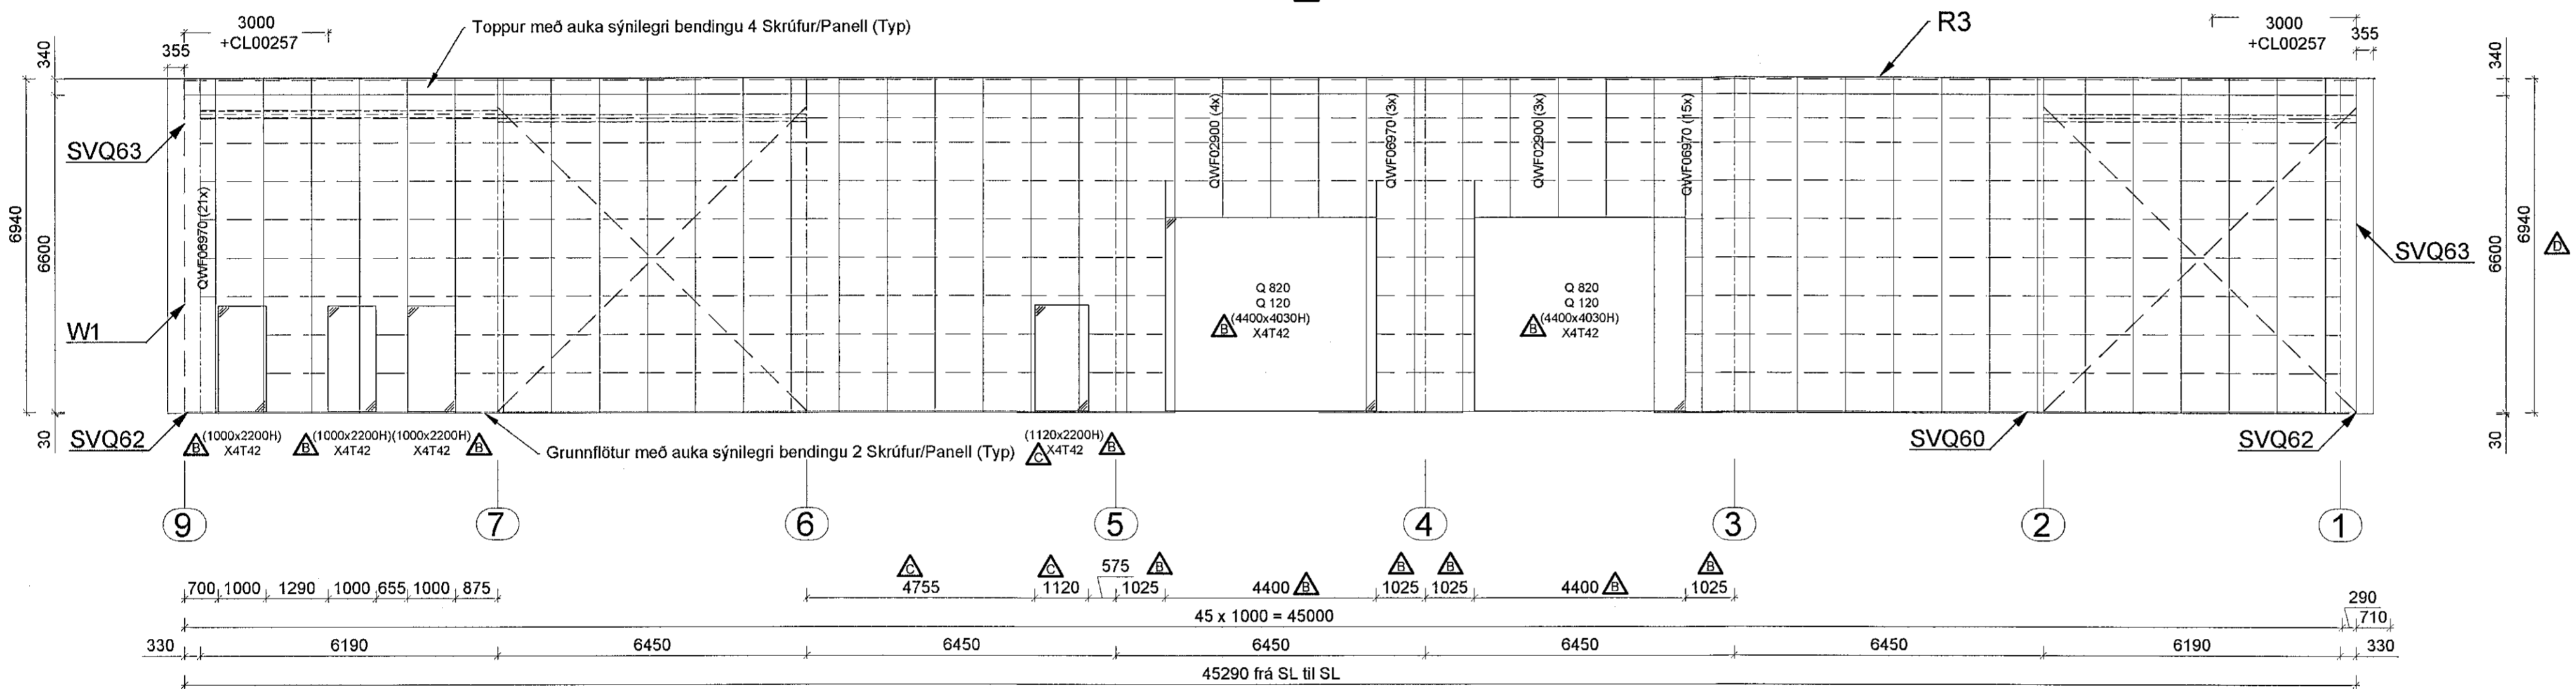 3000
+CL00257
355
340
Toppur með auka sýnilegri bendingu 4 Skrúfur/Panell (Typ)
R3
3000
+CL00257
355
340
SVQ63
QWF06970 (21x)
QWF02900 (4x)
QWF06970 (3x)
QWF02900 (3x)
QWF06970 (15x)
6940
6600
6600
6940
D
SVQ63
W1
Q 820
Q 120
B (4400x4030H)
X4T42
Q 820
Q 120
B (4400x4030H)
X4T42
30
SVQ62
B (1000x2200H)
X4T42
B (1000x2200H)(1000x2200H) B
X4T42 X4T42
Grunnflötur með auka sýnilegri bendingu 2 Skrúfur/Panell (Typ)
(1120x2200H)
C X4T42 B
SVQ60
SVQ62
30
9 7 6 5 4 3 2 1
C C 575 B B B B
700 1000 1290 1000 655 1000 875 4755 1120 1025 4400 B 1025 1025 4400 B 1025
290
710
45 x 1000 = 45000
330 6190 6450 6450 6450 6450 6450 6190 330
45290 frá SL til SL